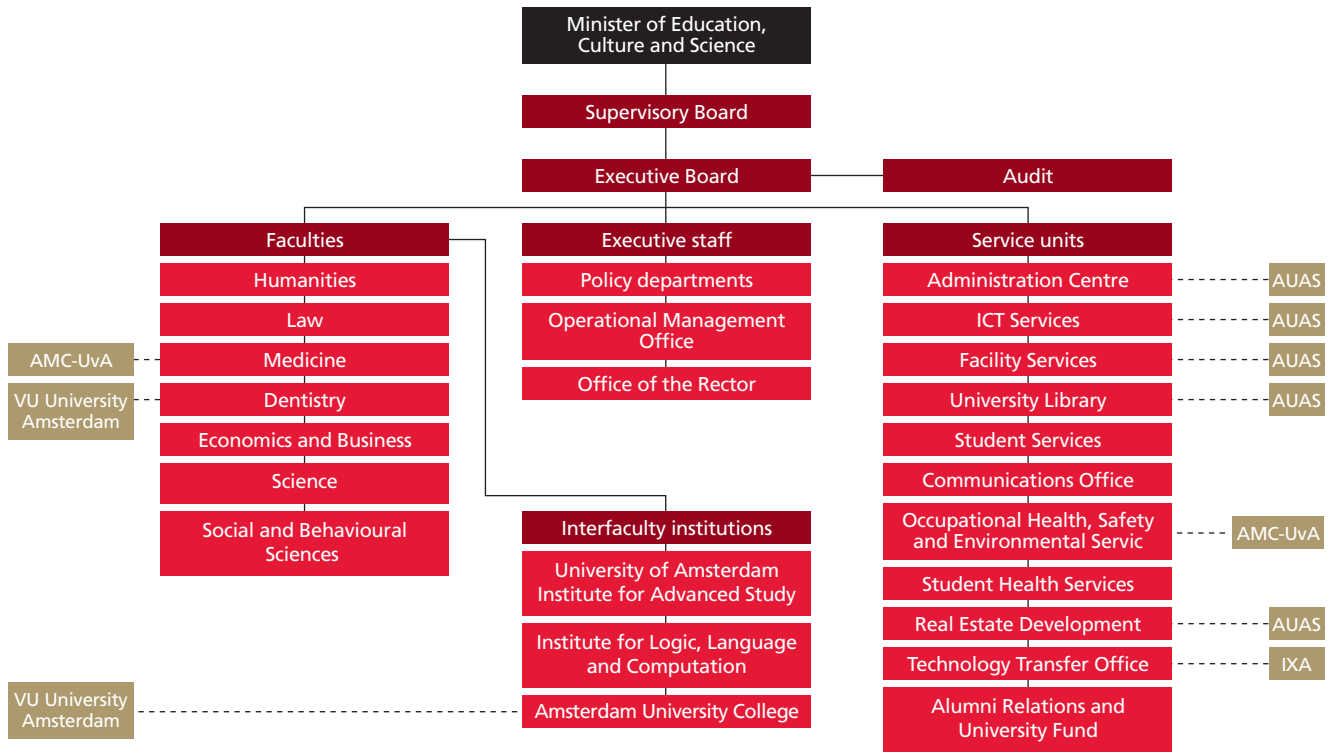 Minister of Education,
Culture and Science
Supervisory Board
Executive Board
Audit
Faculties
Humanities
Law
Medicine
AMC-UvA
Dentistry
VU University
Amsterdam
Economics and Business
Science
Social and Behavioural
Sciences
Executive staff
Policy departments
Operational Management
Office
Office of the Rector
Interfaculty institutions
University of Amsterdam
Institute for Advanced Study
Institute for Logic, Language
and Computation
Amsterdam University College
VU University
Amsterdam
Service units
Administration Centre
AUAS
ICT Services
AUAS
Facility Services
AUAS
University Library
AUAS
Student Services
Communications Office
Occupational Health, Safety
and Environmental Servic
AMC-UvA
Student Health Services
Real Estate Development
AUAS
Technology Transfer Office
IXA
Alumni Relations and
University Fund